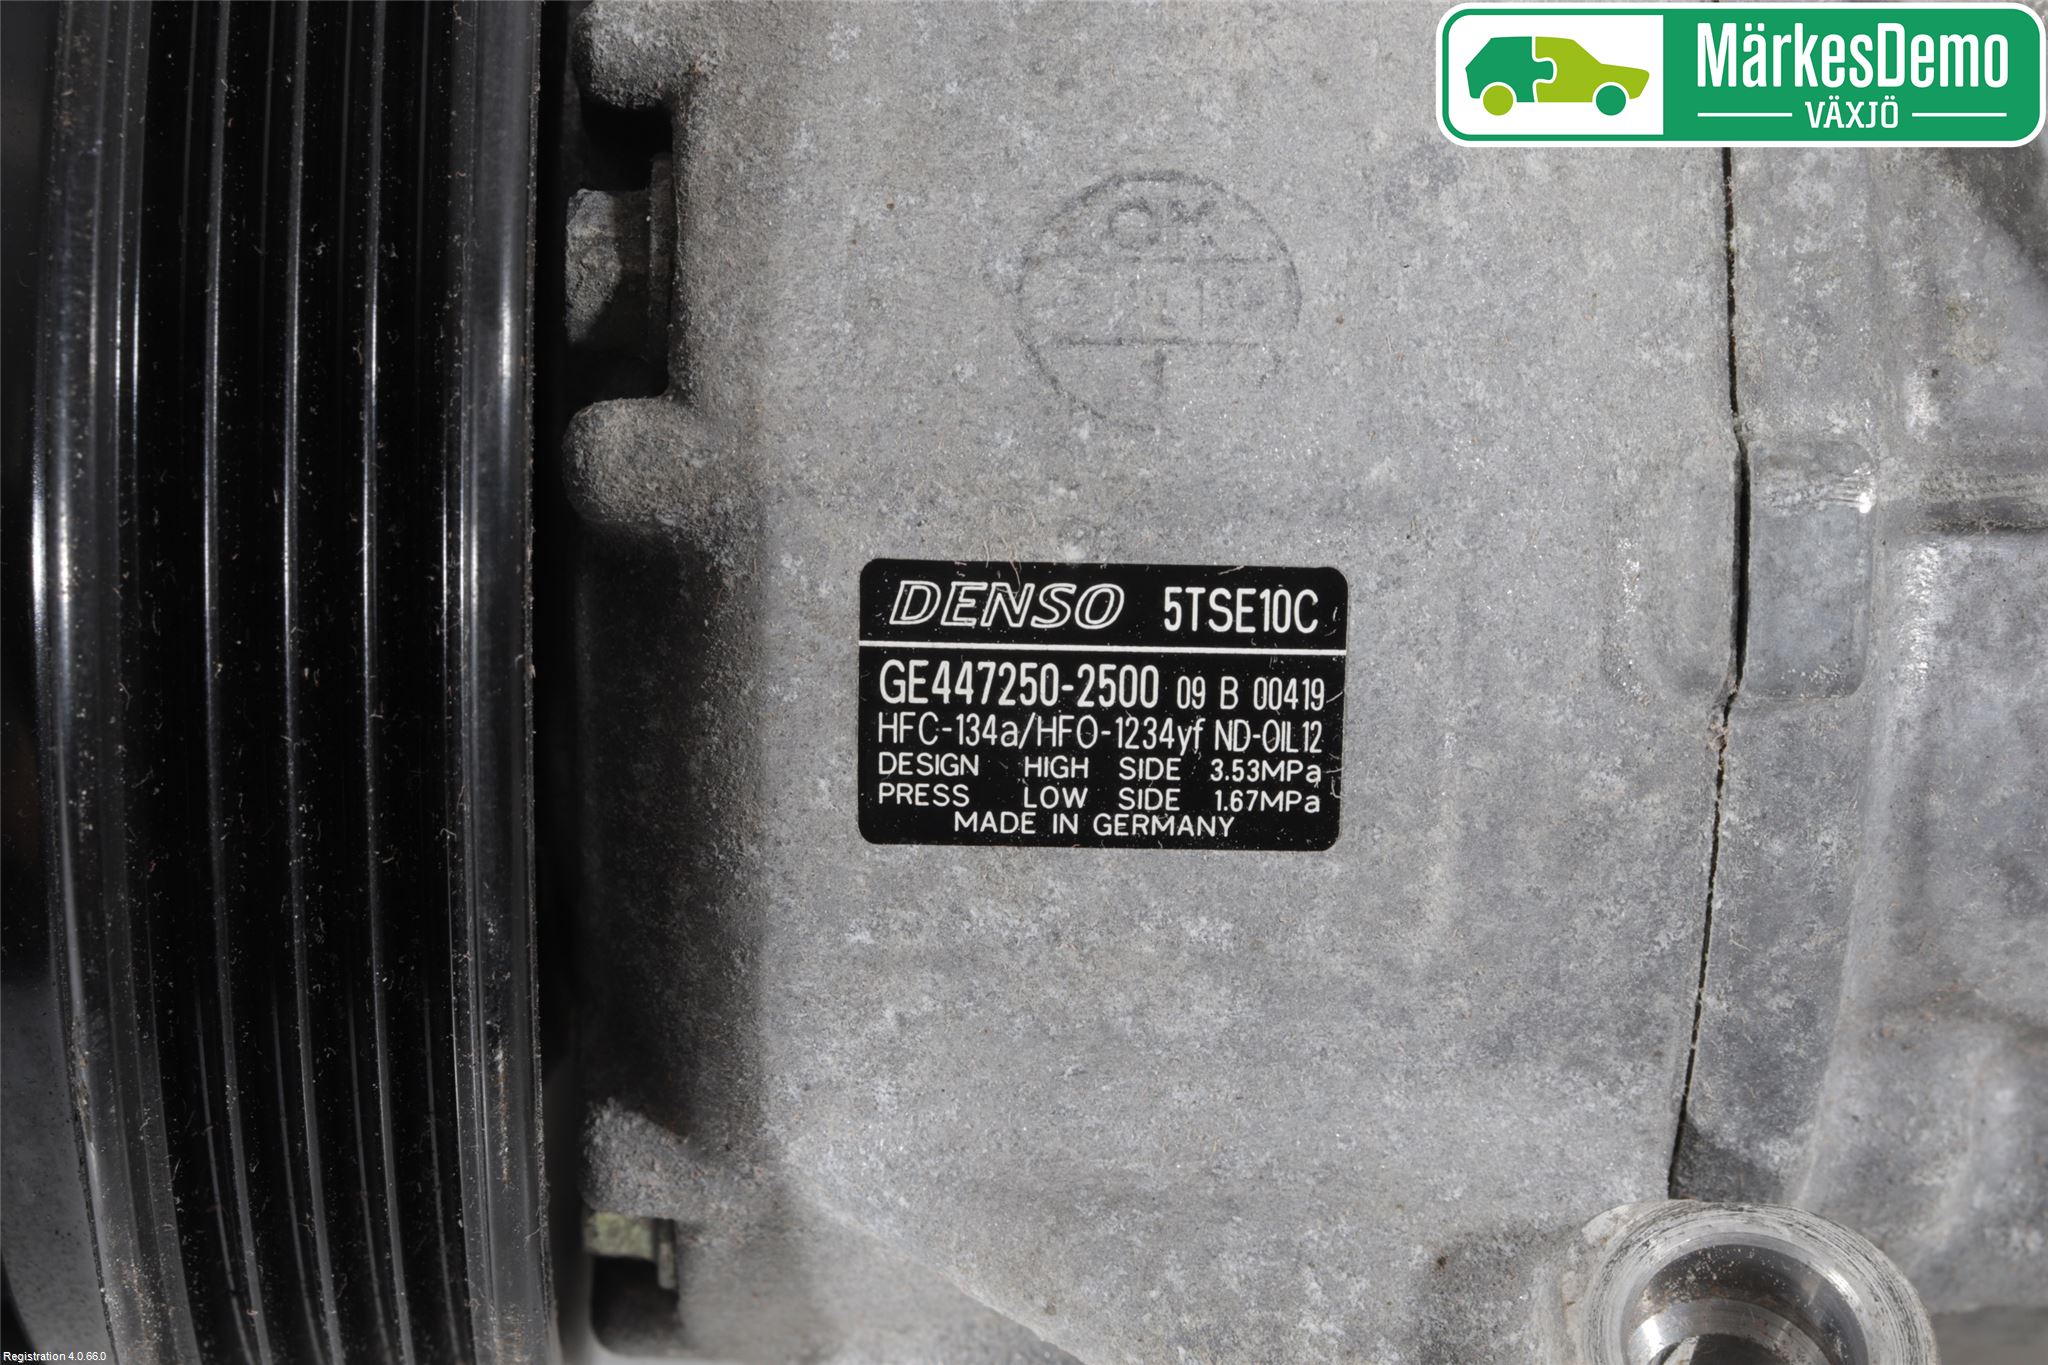 MärkesDemo
VÄXJÖ
OK
DENSO 5TSE10C
GE447250-2500 09 B 00419
HFC-134a/HFO-1234yf ND-OIL12
DESIGN HIGH SIDE 3.53MPa
PRESS LOW SIDE 1.67MPa
MADE IN GERMANY
Registration 4.0.66.0